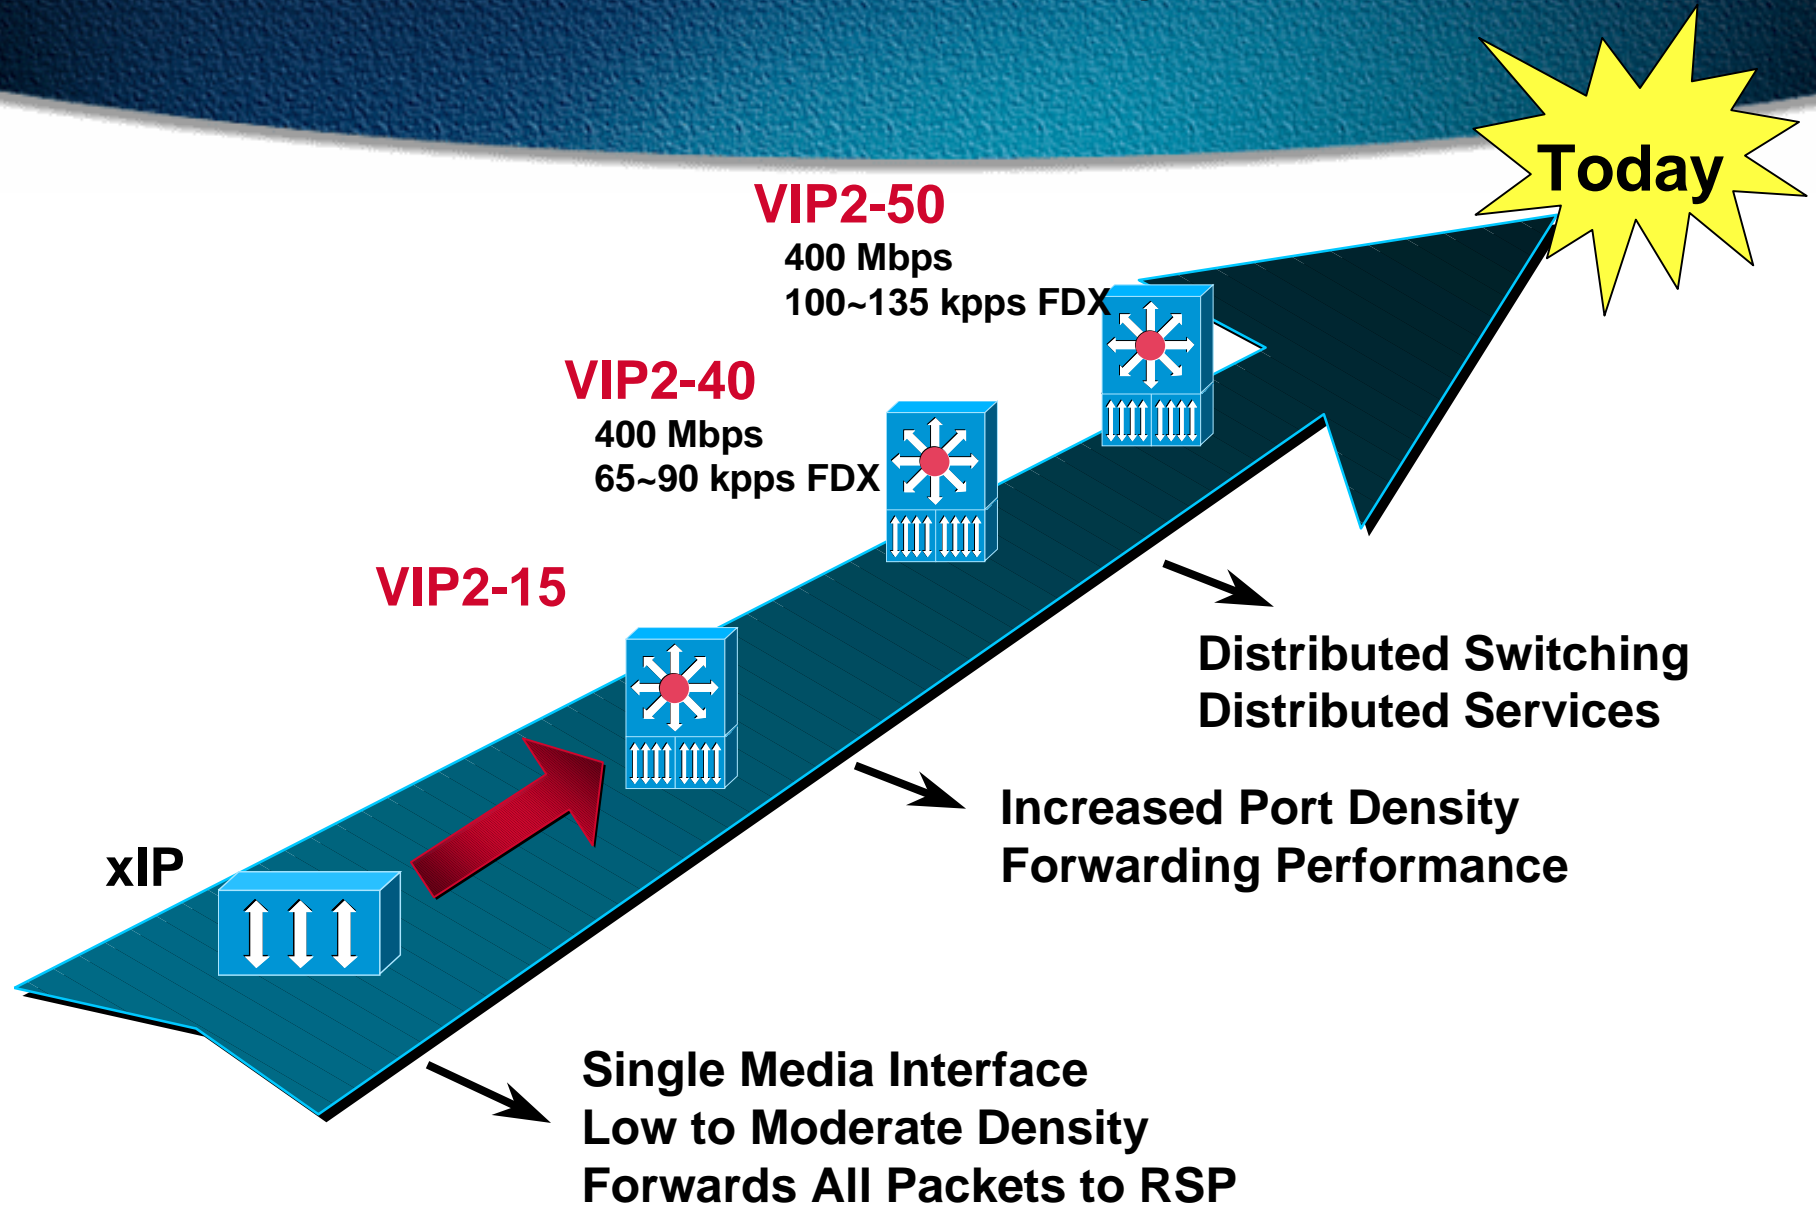 Today
VIP2-50
400 Mbps
100~135 kpps FDX
VIP2-40
400 Mbps
65~90 kpps FDX
VIP2-15
Distributed Switching
Distributed Services
Increased Port Density
Forwarding Performance
xIP
Single Media Interface
Low to Moderate Density
Forwards All Packets to RSP